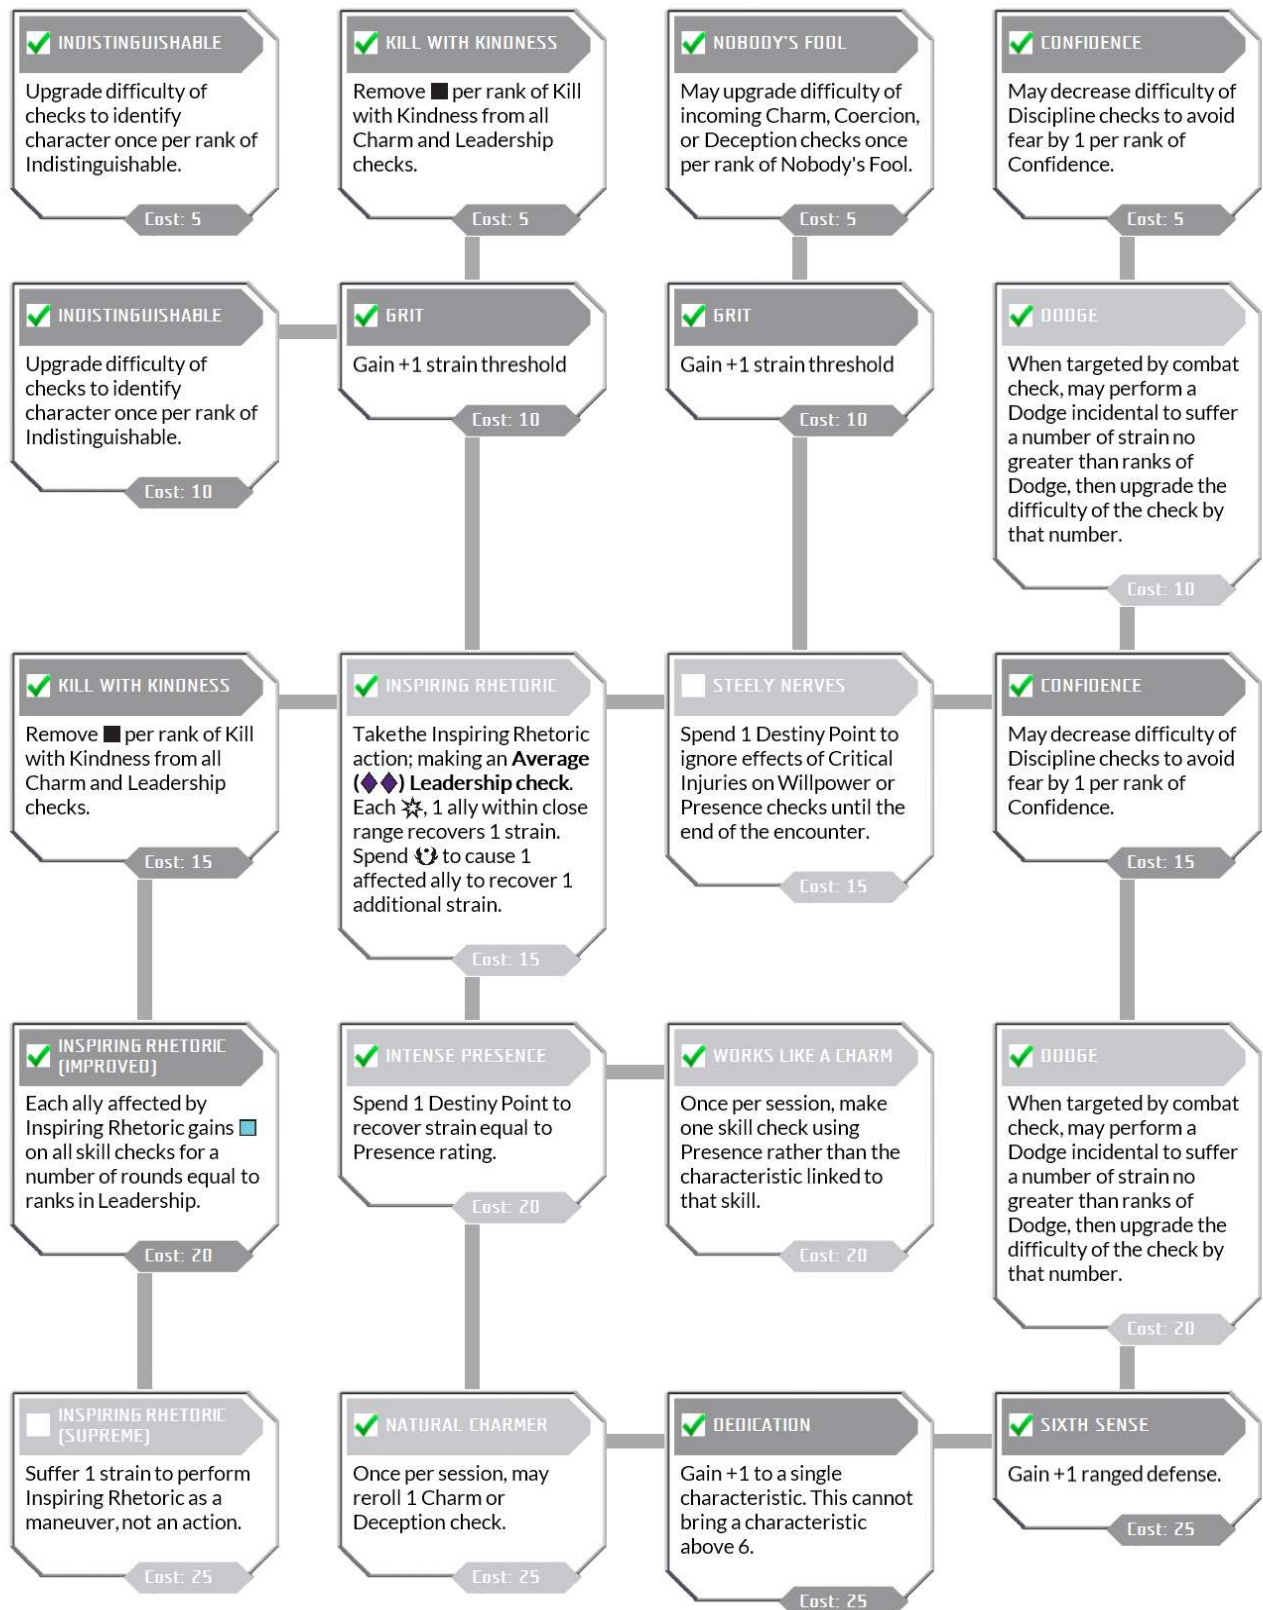 INDISTINGUISHABLE
Upgrade difficulty of
checks to identify
character once per rank of
Indistinguishable.
Cost: 5
KILL WITH KINDNESS
Remove ■ per rank of Kill
with Kindness from all
Charm and Leadership
checks.
Cost: 5
NOBODY'S FOOL
May upgrade difficulty of
incoming Charm, Coercion,
or Deception checks once
per rank of Nobody's Fool.
Cost: 5
CONFIDENCE
May decrease difficulty of
Discipline checks to avoid
fear by 1 per rank of
Confidence.
Cost: 5
INDISTINGUISHABLE
Upgrade difficulty of
checks to identify
character once per rank of
Indistinguishable.
Cost: 10
GRIT
Gain +1 strain threshold
Cost: 10
GRIT
Gain +1 strain threshold
Cost: 10
DODGE
When targeted by combat
check, may perform a
Dodge incidental to suffer
a number of strain no
greater than ranks of
Dodge, then upgrade the
difficulty of the check by
that number.
Cost: 10
KILL WITH KINDNESS
Remove ■ per rank of Kill
with Kindness from all
Charm and Leadership
checks.
Cost: 15
INSPIRING RHETORIC
Takethe Inspiring Rhetoric
action; making an Average
(◆◆) Leadership check.
Each , 1 ally within close
range recovers 1 strain.
Spend to cause 1
affected ally to recover 1
additional strain.
Cost: 15
STEELY NERVES
Spend 1 Destiny Point to
ignore effects of Critical
Injuries on Willpower or
Presence checks until the
end of the encounter.
Cost: 15
CONFIDENCE
May decrease difficulty of
Discipline checks to avoid
fear by 1 per rank of
Confidence.
Cost: 15
INSPIRING RHETORIC
(IMPROVED)
Each ally affected by
Inspiring Rhetoric gains
on all skill checks for a
number of rounds equal to
ranks in Leadership.
Cost: 20
INTENSE PRESENCE
Spend 1 Destiny Point to
recover strain equal to
Presence rating.
Cost: 20
WORKS LIKE A CHARM
Once per session, make
one skill check using
Presence rather than the
characteristic linked to
that skill.
Cost: 20
DODGE
When targeted by combat
check, may perform a
Dodge incidental to suffer
a number of strain no
greater than ranks of
Dodge, then upgrade the
difficulty of the check by
that number.
Cost: 20
INSPIRING RHETORIC
(SUPREME)
Suffer 1 strain to perform
Inspiring Rhetoric as a
maneuver, not an action.
Cost: 25
NATURAL CHARMER
Once per session, may
reroll 1 Charm or
Deception check.
Cost: 25
DEDICATION
Gain +1 to a single
characteristic. This cannot
bring a characteristic
above 6.
Cost: 25
SIXTH SENSE
Gain +1 ranged defense.
Cost: 25